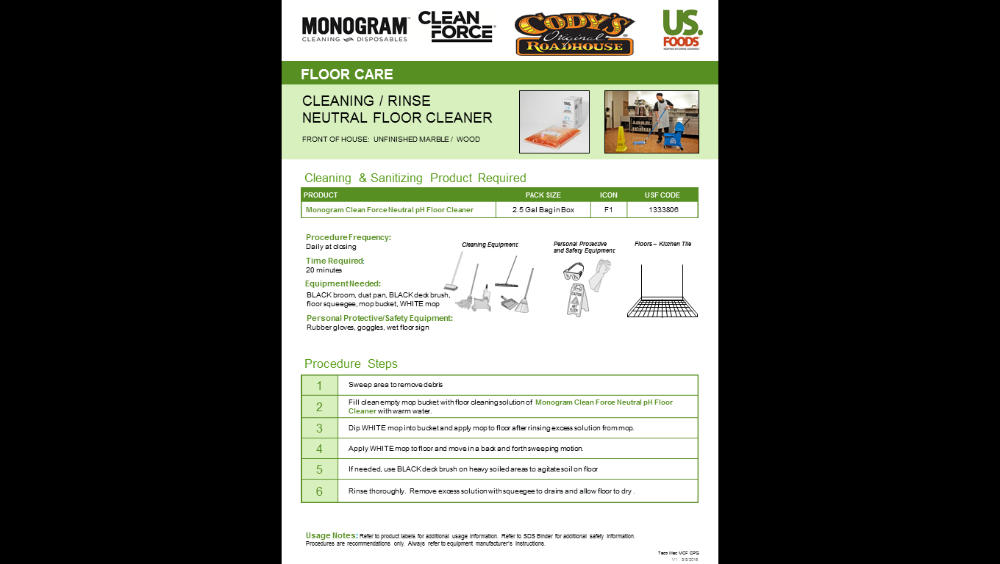 MONOGRAM™
CLEANING DISPOSABLES
CLEAN
FORCE®
CODY'S
Original
ROADHOUSE
®
US.
FOODS®
KEEPING KITCHENS COOKING™
FLOOR CARE
CLEANING / RINSE
NEUTRAL FLOOR CLEANER
FRONT OF HOUSE: UNFINISHED MARBLE / WOOD
Cleaning & Sanitizing Product Required
PRODUCT PACK SIZE ICON USF CODE
Monogram Clean Force Neutral pH Floor Cleaner 2.5 Gal Bag in Box F1 1333806
Procedure Frequency:
Daily at closing
Time Required:
20 minutes
Equipment Needed:
BLACK broom, dust pan, BLACK deck brush,
floor squeegee, mop bucket, WHITE mop
Personal Protective/Safety Equipment:
Rubber gloves, goggles, wet floor sign
Cleaning Equipment
Personal Protective
and Safety Equipment
CAUTION
WET
FLOOR
Floors – Kitchen Tile
Procedure Steps
1 Sweep area to remove debris
2 Fill clean empty mop bucket with floor cleaning solution of Monogram Clean Force Neutral pH Floor
Cleaner with warm water.
3 Dip WHITE mop into bucket and apply mop to floor after rinsing excess solution from mop.
4 Apply WHITE mop to floor and move in a back and forth sweeping motion.
5 If needed, use BLACK deck brush on heavy soiled areas to agitate soil on floor
6 Rinse thoroughly. Remove excess solution with squeegee to drains and allow floor to dry .
Usage Notes: Refer to product labels for additional usage information. Refer to SDS Binder for additional safety information.
Procedures are recommendations only. Always refer to equipment manufacturer's instructions.
Taco Mac MCF CPG
V1 9/9/2016